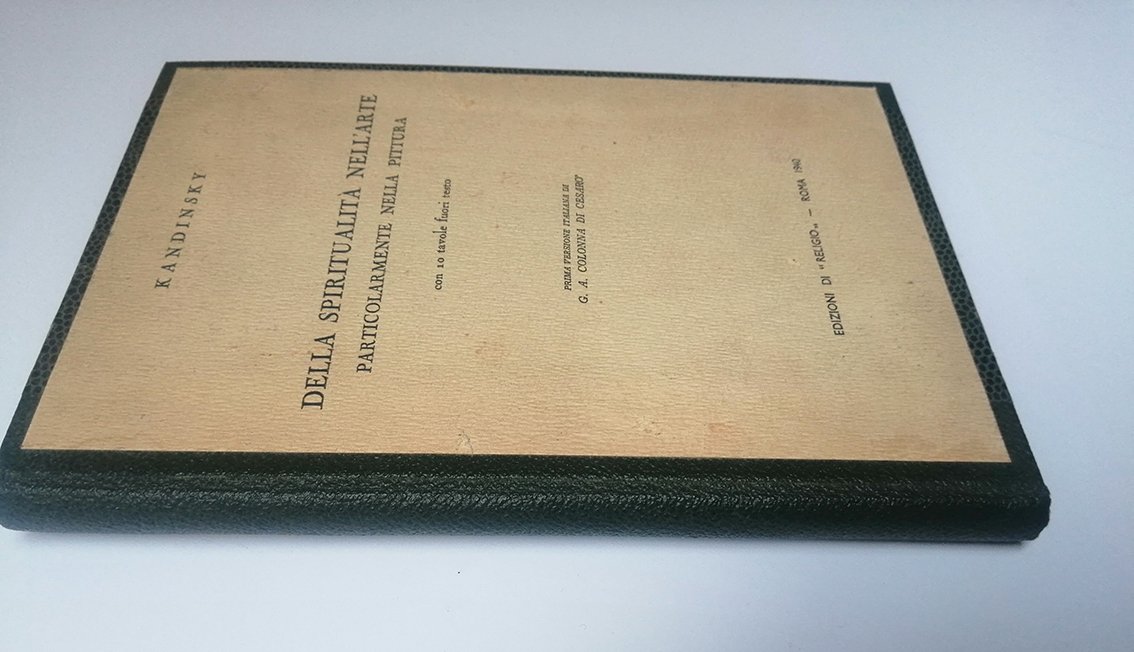 KANDINSKY
DELLA SPIRITUALITÀ NELL'ARTE
PARTICOLARMENTE NELLA PITTURA
con 10 tavole fuori testo
PRIMA VERSIONE ITALIANA DI
G. A. COLONNA DI CESARO'
EDIZIONI DI "RELIGIO„ — ROMA 1940